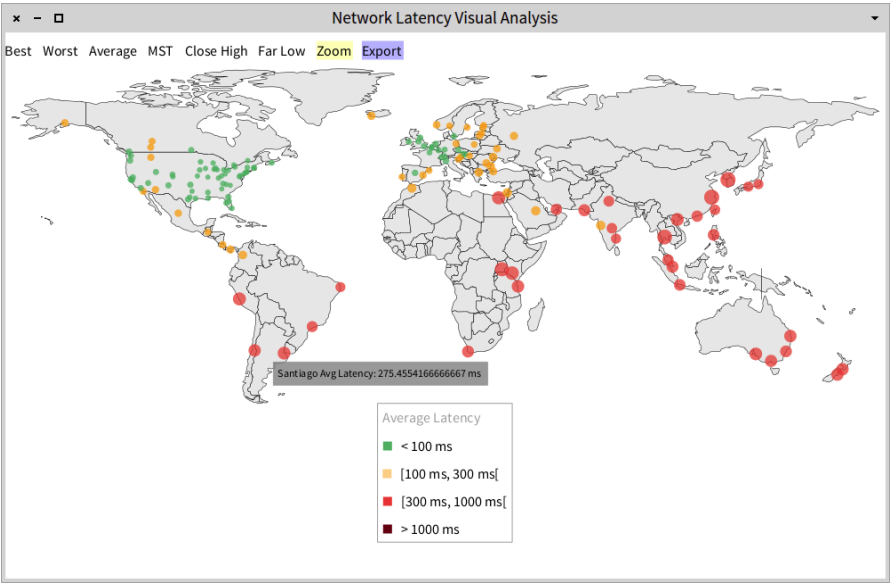 Network Latency Visual Analysis
Best Worst Average MST Close High Far Low Zoom Export
Santiago Avg Latency: 275.4554166666667 ms
Average Latency
< 100 ms
[100 ms, 300 ms[
[300 ms, 1000 ms[
> 1000 ms